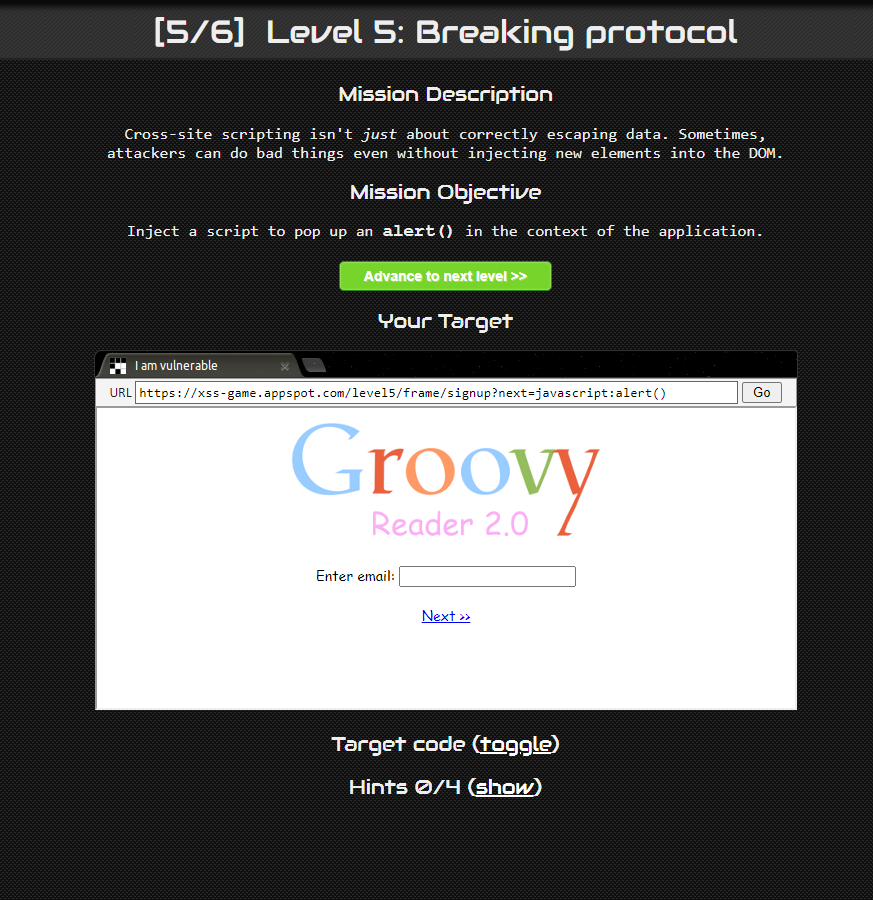 [5/6] Level 5: Breaking protocol
Mission Description
Cross-site scripting isn't just about correctly escaping data. Sometimes,
attackers can do bad things even without injecting new elements into the DOM.
Mission Objective
Inject a script to pop up an alert() in the context of the application.
Advance to next level >>
Your Target
I am vulnerable
URL https://xss-game.appspot.com/level5/frame/signup?next=javascript:alert() Go
Groovy
Reader 2.0
Enter email:
Next >>
Target code (toggle)
Hints 0/4 (show)